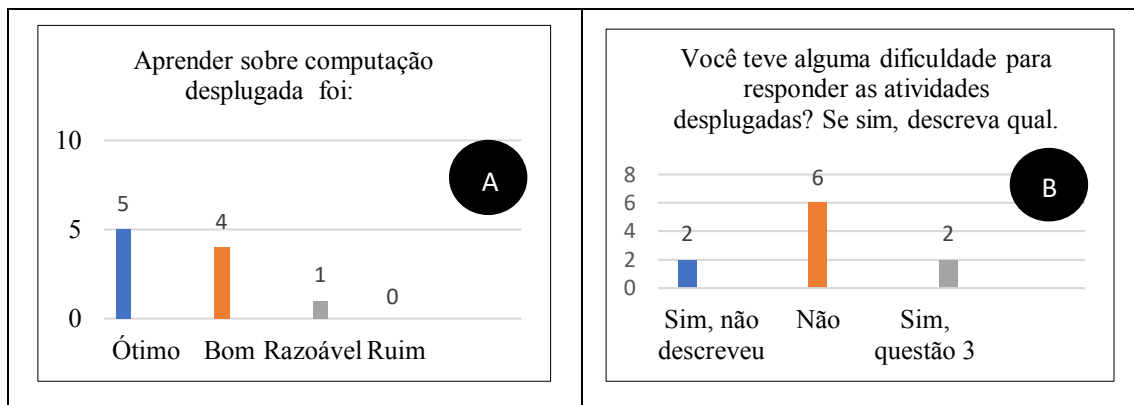 Aprender sobre computação
desplugada foi:
10
A
5
5
4
1
0
0
Ótimo Bom Razoável Ruim
Você teve alguma dificuldade para
responder as atividades
desplugadas? Se sim, descreva qual.
B
8
6
4
2
0
2
6
2
Sim, não
descreveu
Não
Sim,
questão 3